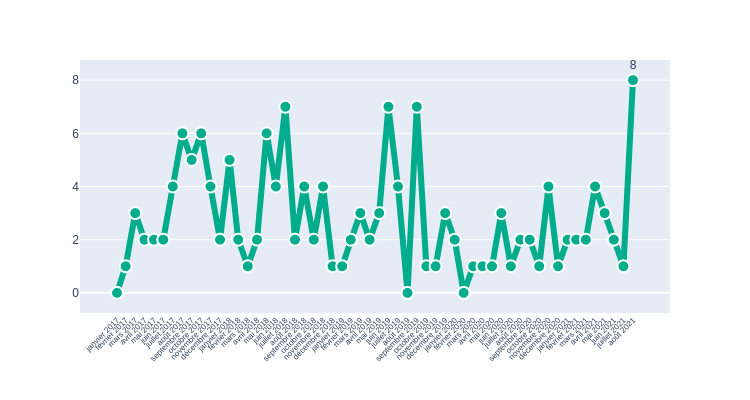 8
8
6
4
2
0
janvier 2017
février 2017
mars 2017
avril 2017
mai 2017
juin 2017
juillet 2017
août 2017
septembre 2017
octobre 2017
novembre 2017
décembre 2017
janvier 2018
février 2018
mars 2018
avril 2018
mai 2018
juin 2018
juillet 2018
août 2018
septembre 2018
octobre 2018
novembre 2018
décembre 2018
janvier 2019
février 2019
mars 2019
avril 2019
mai 2019
juin 2019
juillet 2019
août 2019
septembre 2019
octobre 2019
novembre 2019
décembre 2019
janvier 2020
février 2020
mars 2020
avril 2020
mai 2020
juin 2020
juillet 2020
août 2020
septembre 2020
octobre 2020
novembre 2020
décembre 2020
janvier 2021
février 2021
mars 2021
avril 2021
mai 2021
juin 2021
juillet 2021
août 2021